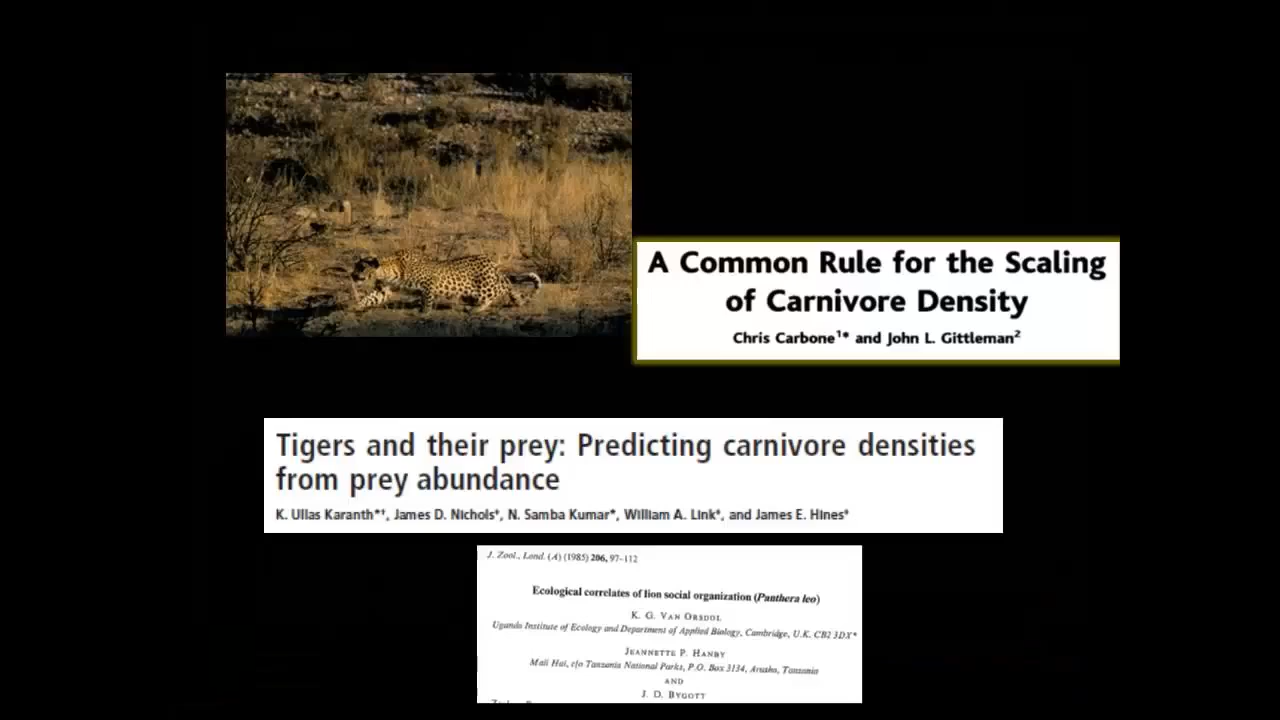 A Common Rule for the Scaling
of Carnivore Density
Chris Carbone¹* and John L. Gittleman²
Tigers and their prey: Predicting carnivore densities
from prey abundance
K. Ullas Karanth*†, James D. Nichols‡, N. Samba Kumar*, William A. Link‡, and James E. Hines‡
J. Zool., Lond. (A) (1985) 206, 97–112
Ecological correlates of lion social organization (Panthera leo)
K. G. VAN ORSDOL
Uganda Institute of Ecology and Department of Applied Biology, Cambridge, U.K. CB2 3DX*
JEANNETTE P. HANBY
Mali Hai, c/o Tanzania National Parks, P.O. Box 3134, Arusha, Tanzania
AND
J. D. BYGOTT